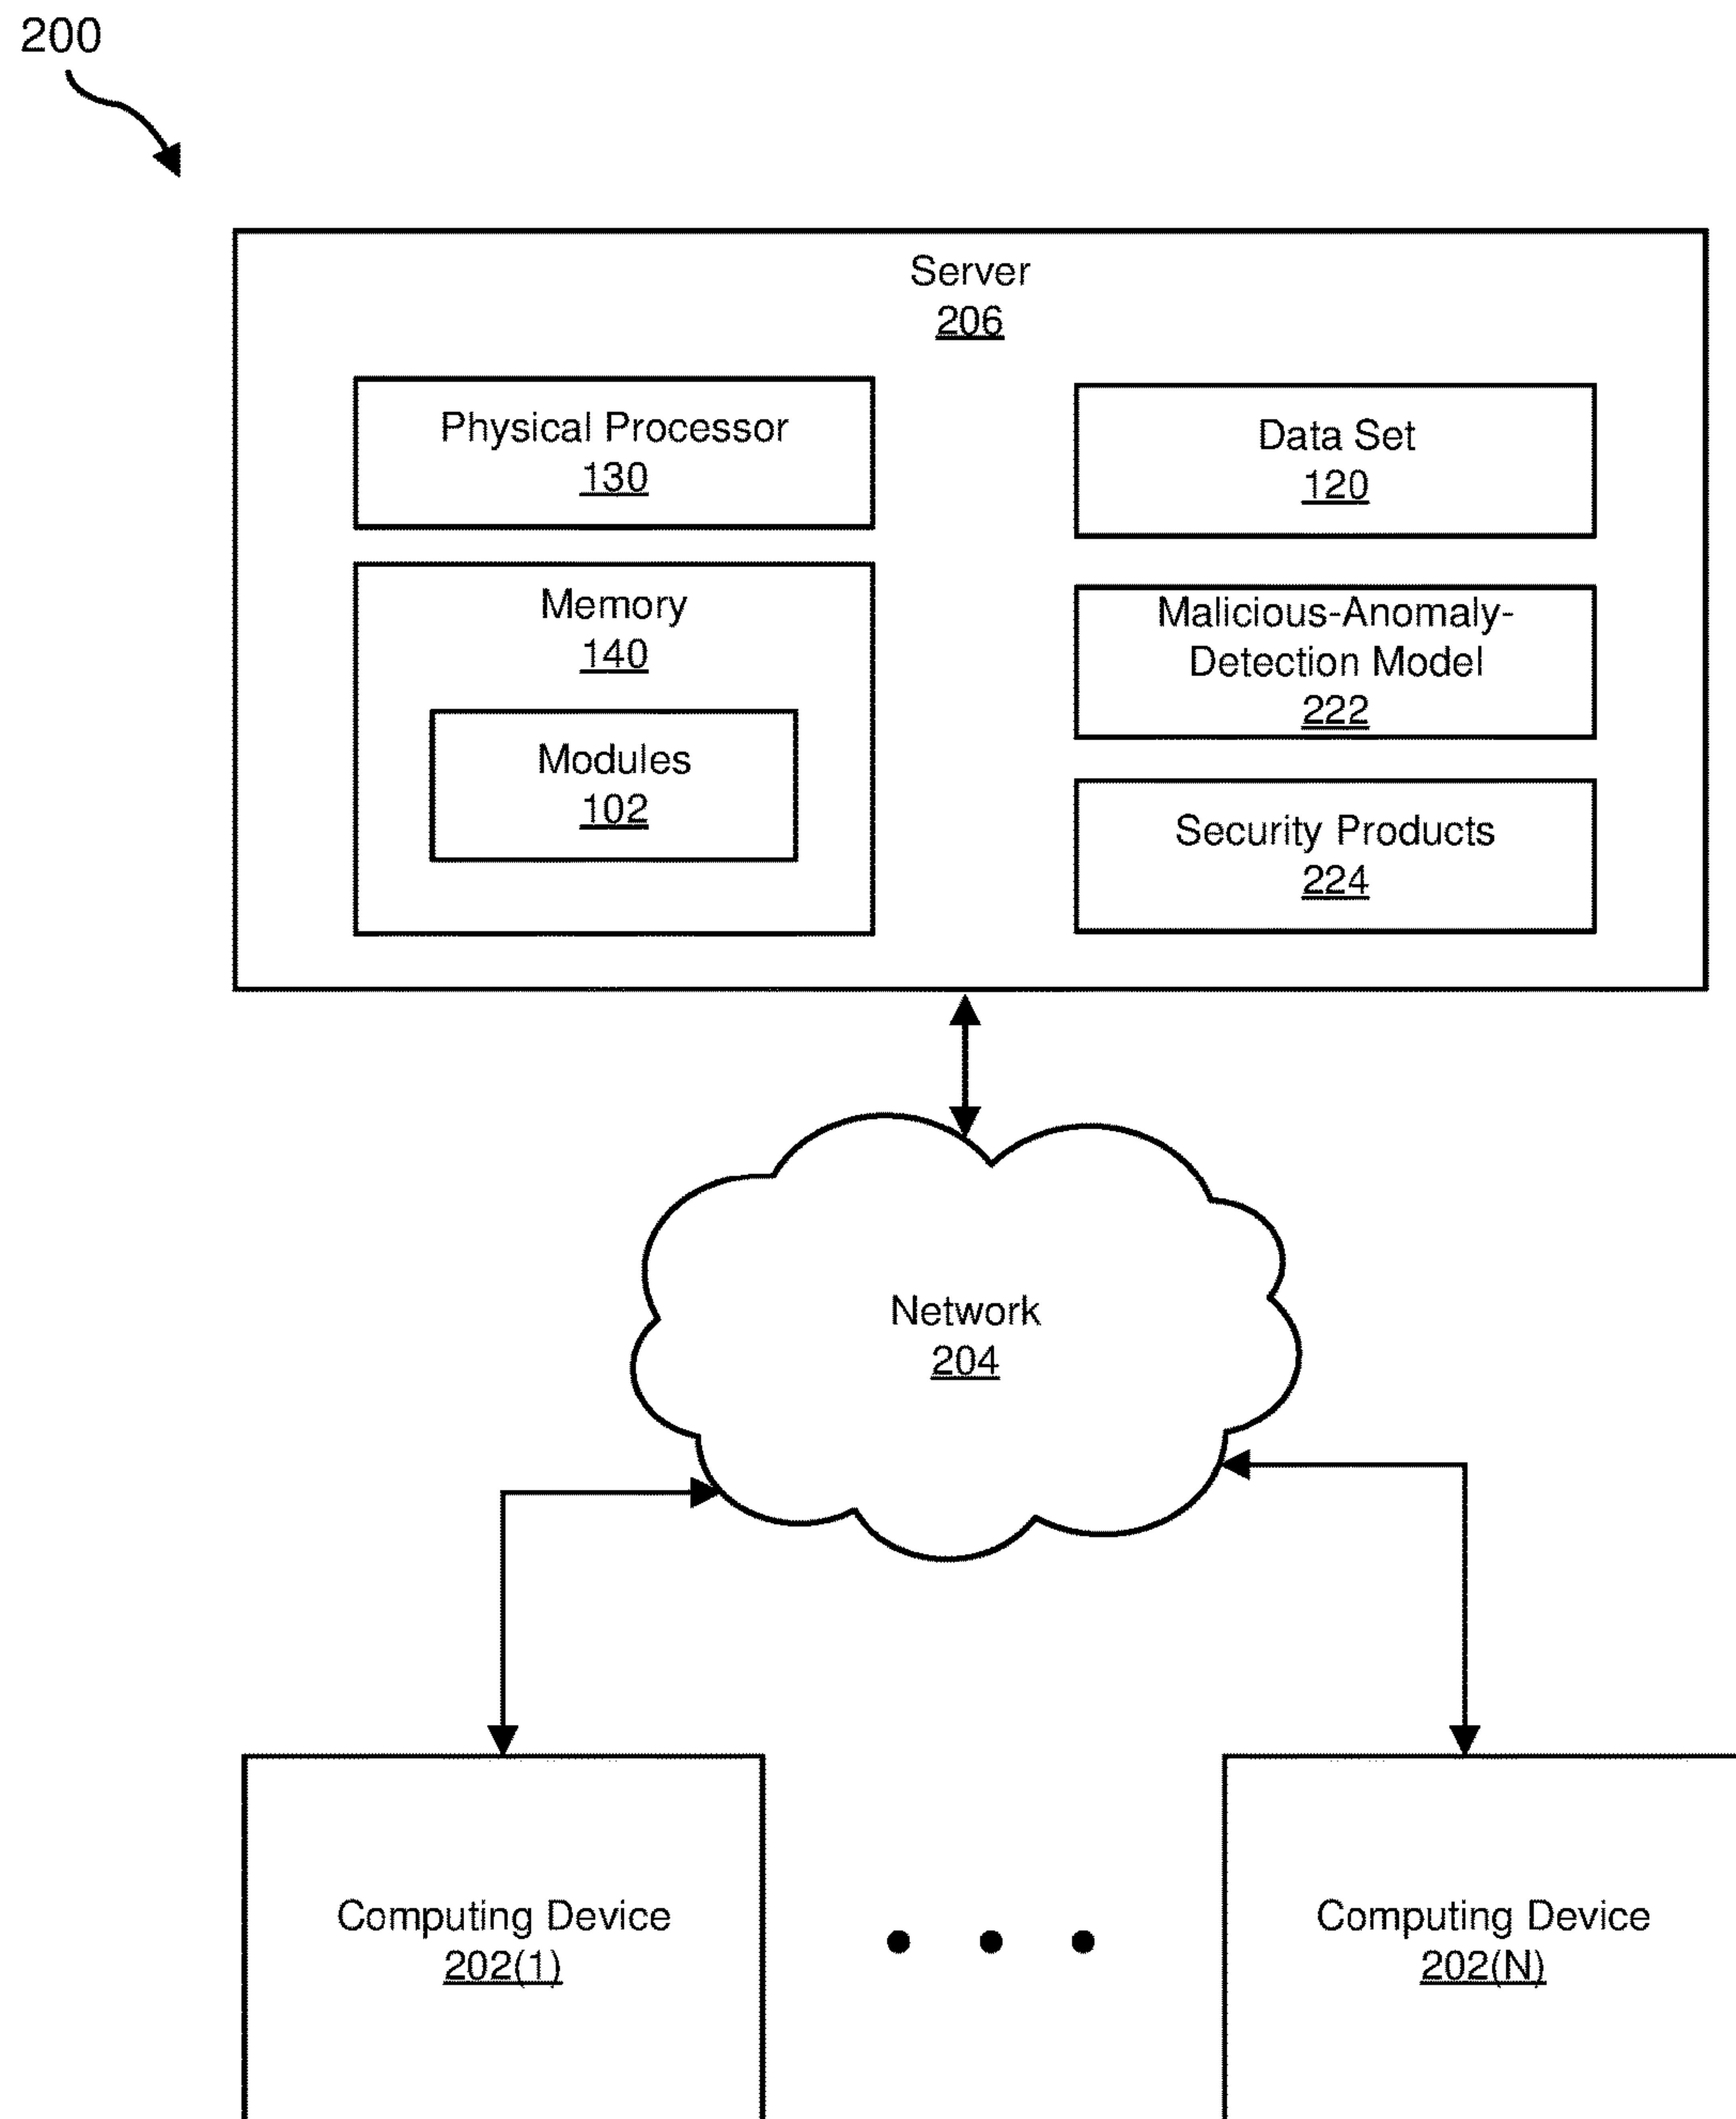 200
Server
206
Physical Processor
130
Data Set
120
Memory
140
Malicious-Anomaly-
Detection Model
222
Modules
102
Security Products
224
Network
204
Computing Device
202(1)
Computing Device
202(N)